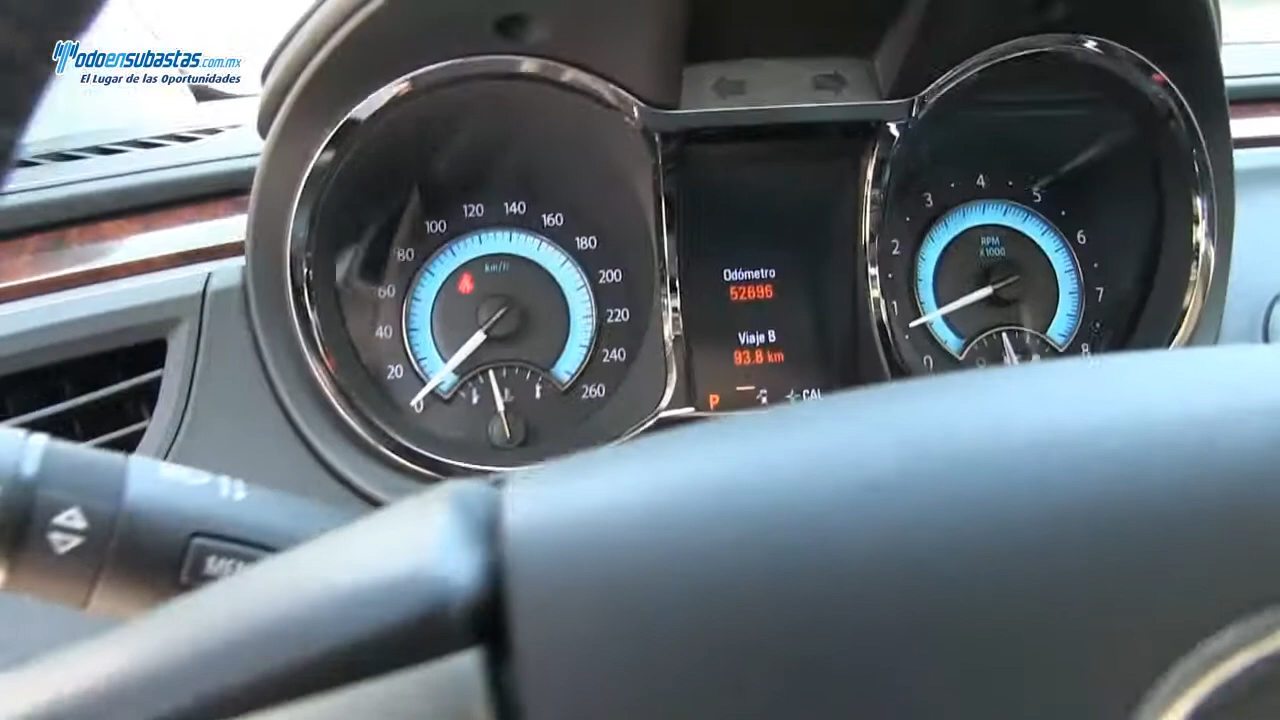 Todoensubastas.com.mx
El Lugar de las Oportunidades
0
20
40
60
80
100
120
140
160
180
200
220
240
260
km/h
Odómetro
52896
Viaje B
93.8 km
P
CAL
0
1
2
3
4
5
6
7
8
RPM
X1000